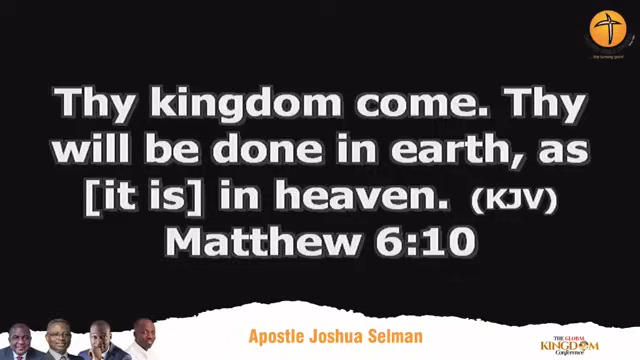 Thy kingdom come. Thy
will be done in earth, as
[it is] in heaven. (KJV)
Matthew 6:10
Apostle Joshua Selman
THE GLOBAL
KINGDOM
Conference